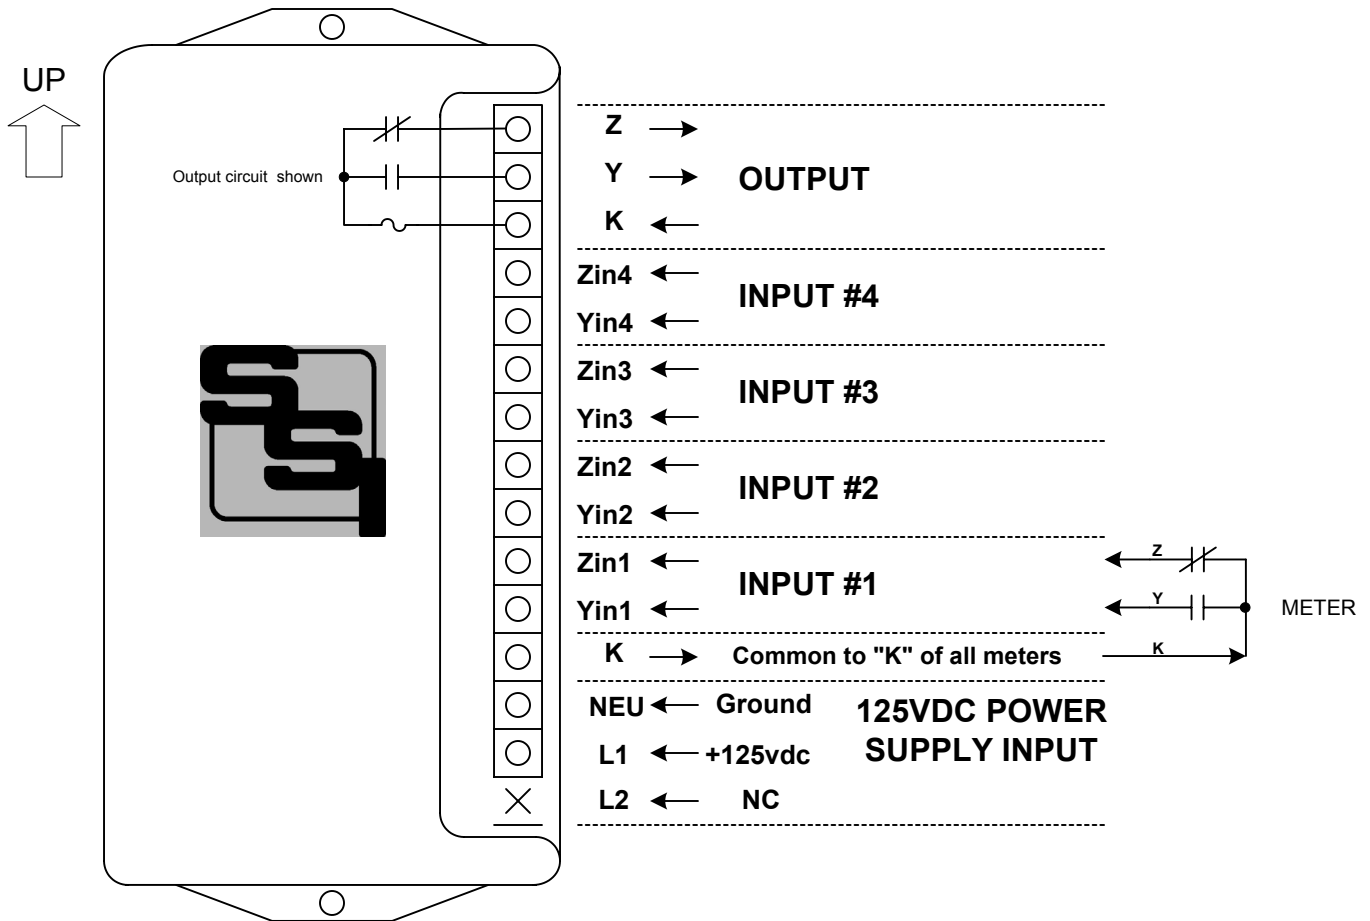 UP
Output circuit shown
Z
Y
K
OUTPUT
Zin4
Yin4
INPUT #4
Zin3
Yin3
INPUT #3
Zin2
Yin2
INPUT #2
Zin1
Yin1
INPUT #1
Z
Y
K
METER
K
Common to "K" of all meters
NEU
Ground
L1
+125vdc
L2
NC
125VDC POWER
SUPPLY INPUT
SSI